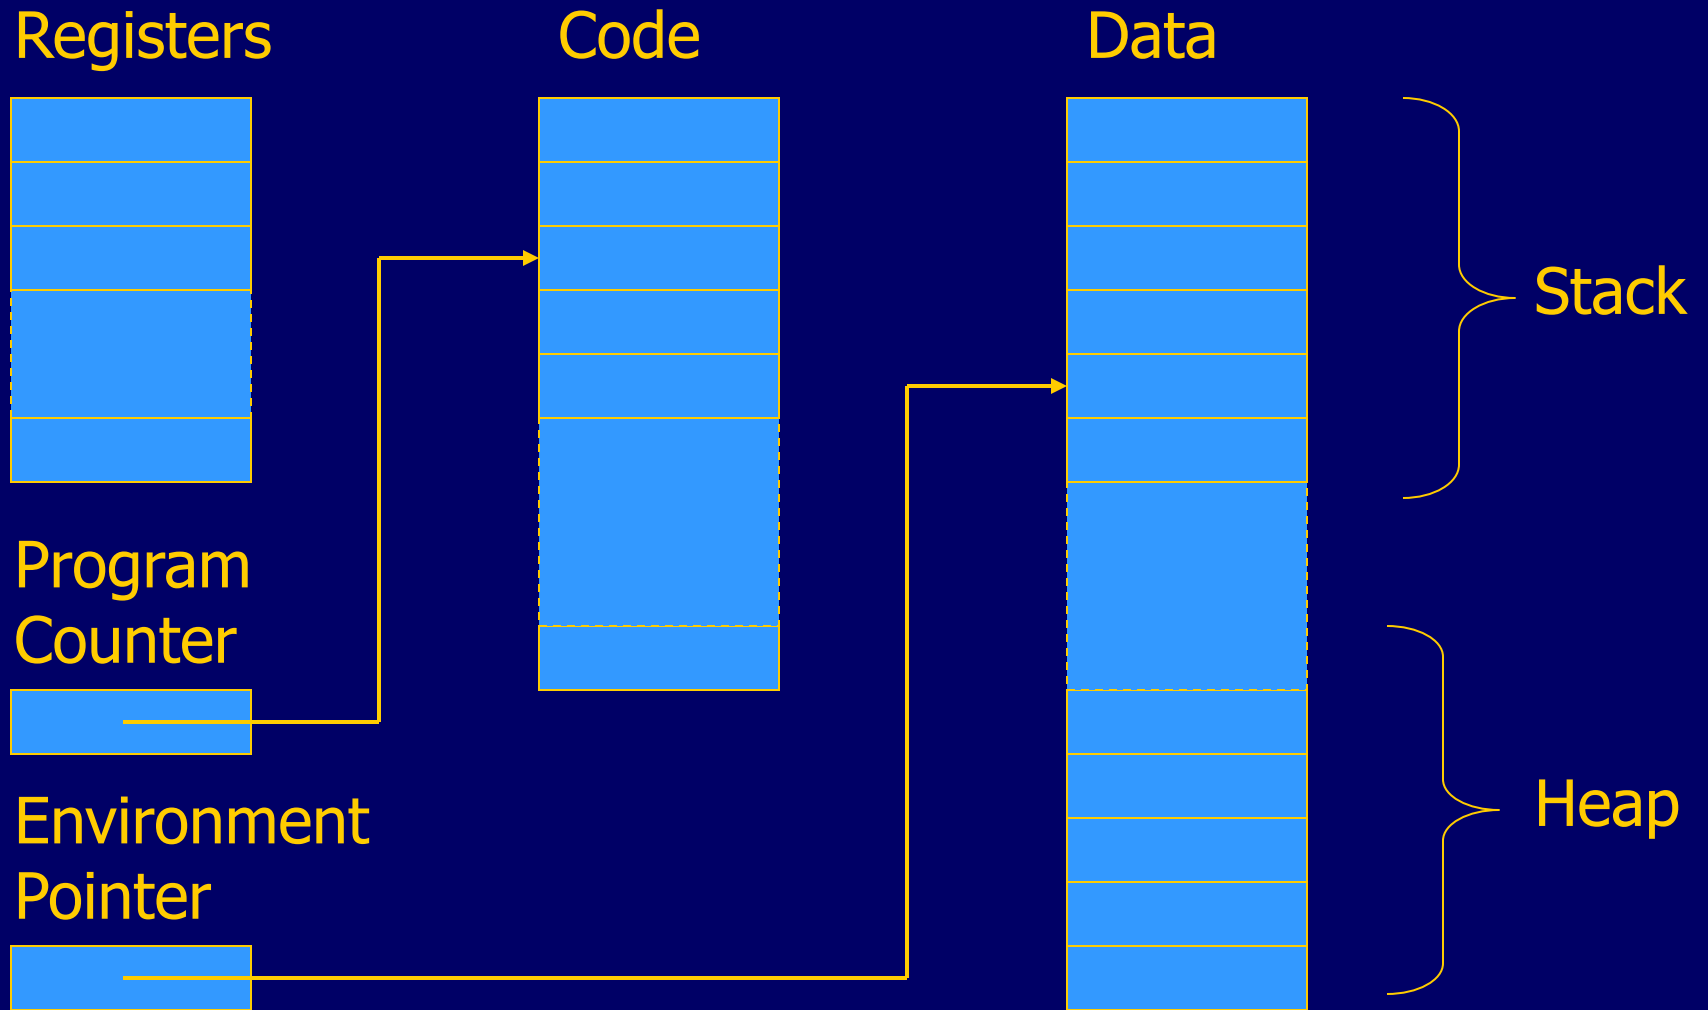 Registers
Code
Data
Stack
Program
Counter
Heap
Environment
Pointer